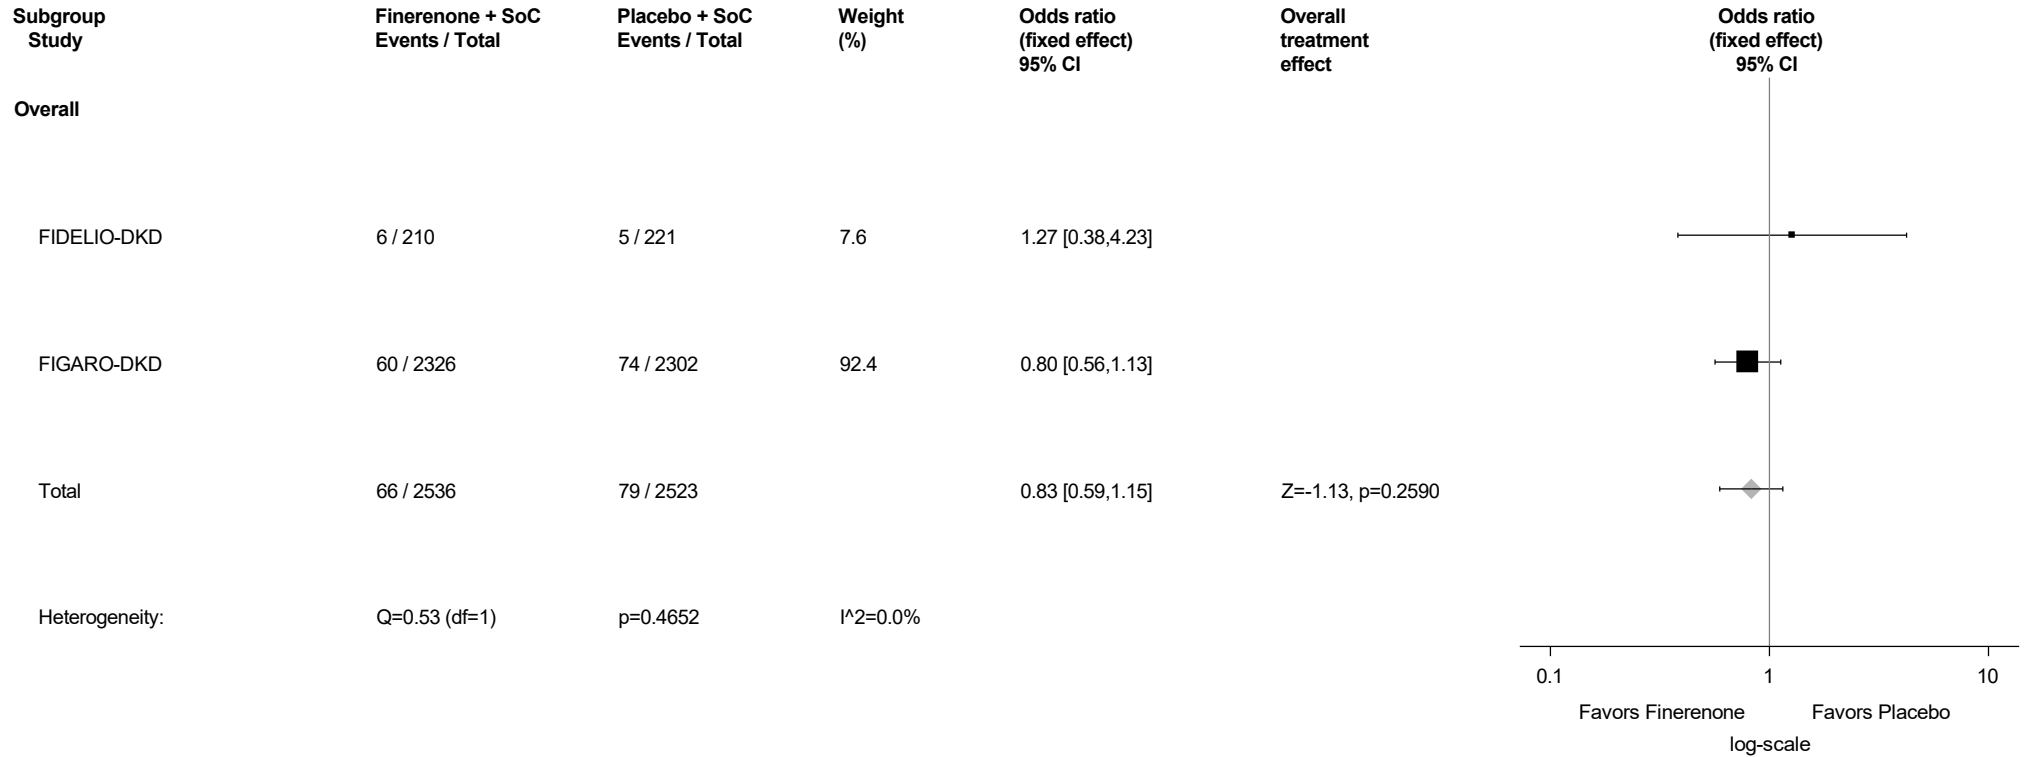 Subgroup Finerenone + SoC Placebo + SoC Weight Odds ratio Overall Odds ratio
Study Events / Total Events / Total (%) (fixed effect) treatment (fixed effect)
95% CI effect 95% CI
Overall
FIDELIO-DKD 6 / 210 5 / 221 7.6 1.27 [0.38,4.23]
FIGARO-DKD 60 / 2326 74 / 2302 92.4 0.80 [0.56,1.13]
Total 66 / 2536 79 / 2523 0.83 [0.59,1.15] Z=-1.13, p=0.2590
Heterogeneity: Q=0.53 (df=1) p=0.4652 I^2=0.0%
0.1 1 10
Favors Finerenone Favors Placebo
log-scale